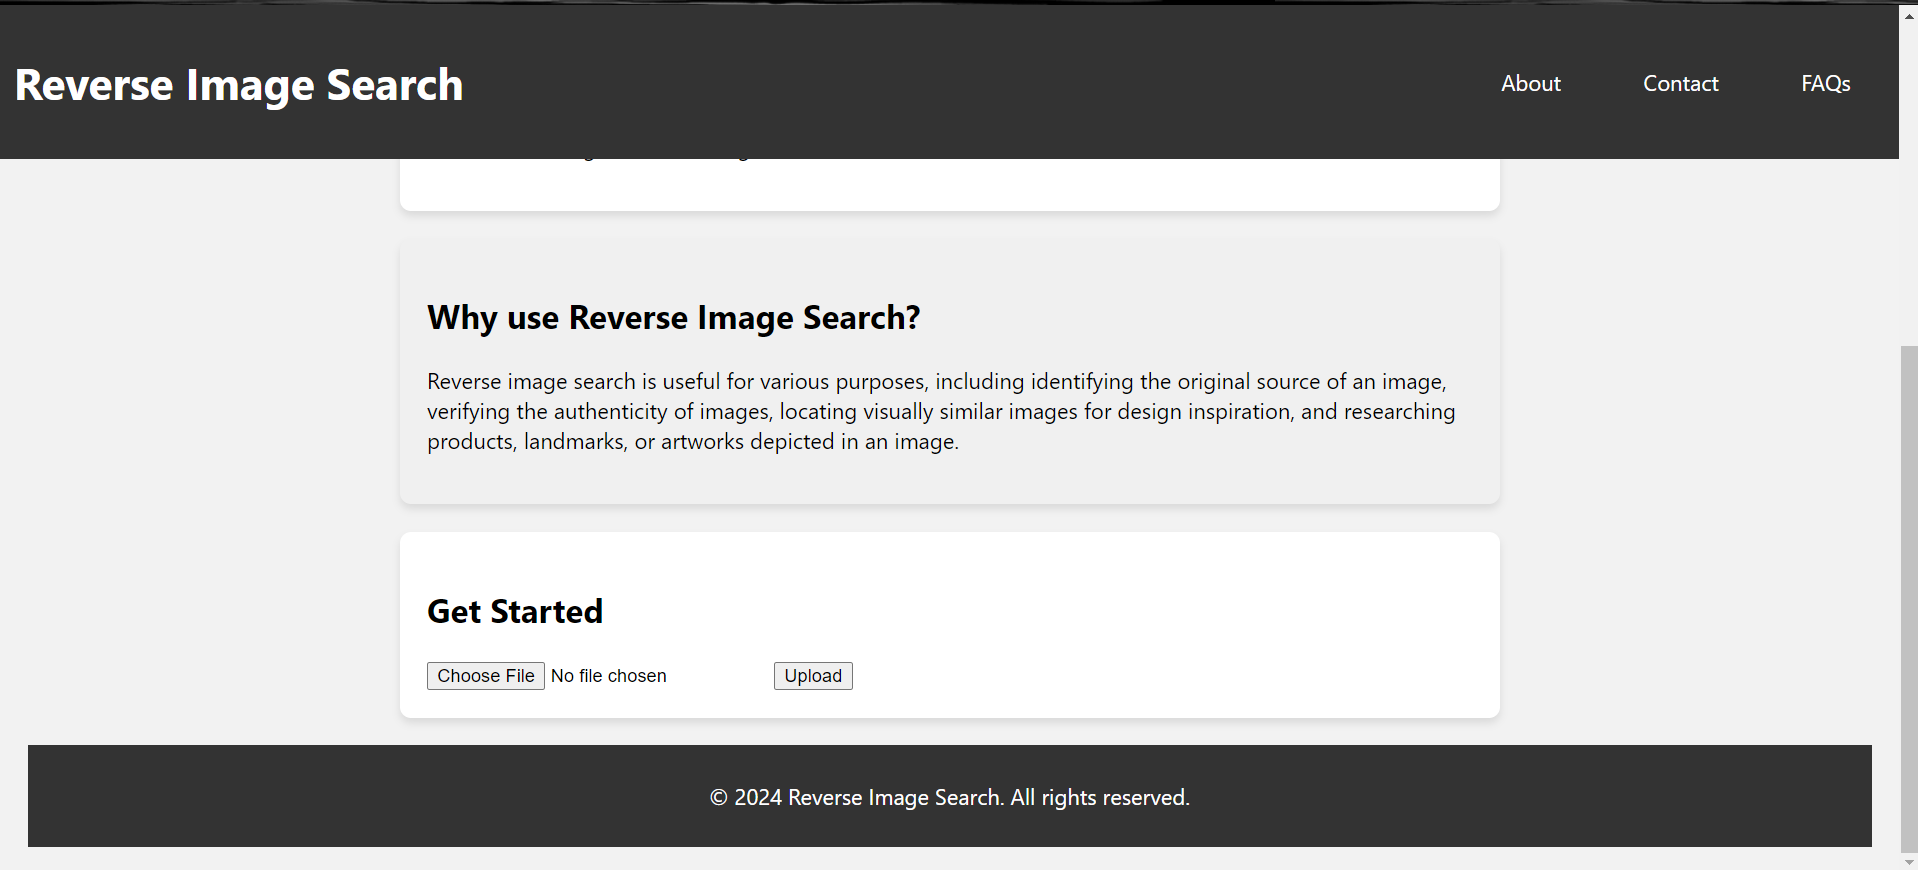 Reverse Image Search
About
Contact
FAQs
Why use Reverse Image Search?
Reverse image search is useful for various purposes, including identifying the original source of an image,
verifying the authenticity of images, locating visually similar images for design inspiration, and researching
products, landmarks, or artworks depicted in an image.
Get Started
Choose File No file chosen Upload
© 2024 Reverse Image Search. All rights reserved.